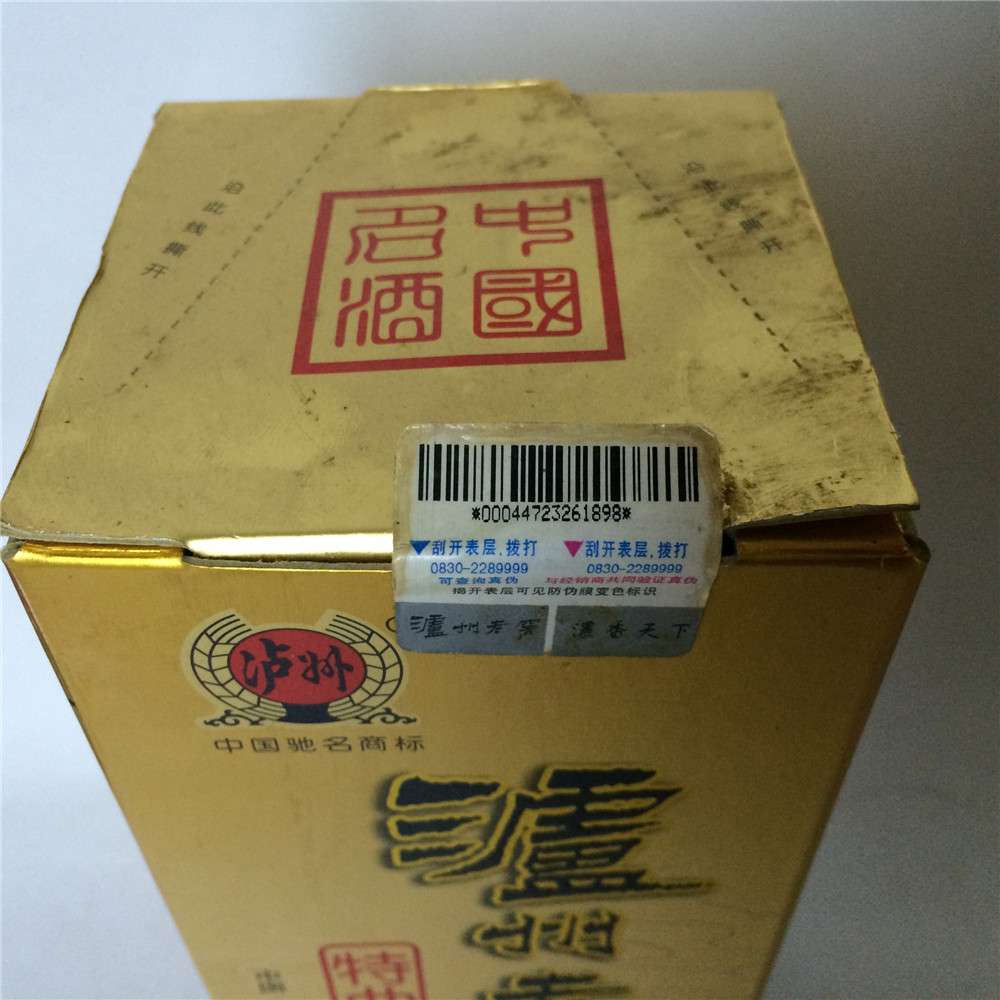 沿此线撕开
沿此线撕开
中國
名酒
*00044723261898*
▼刮开表层,拨打 ▼刮开表层,拨打
0830-2289999 0830-2289999
可查询真伪 与经销商共同验证真伪
揭开表层可见防伪膜变色标识
瀘州老窖 濃香天下
泸州
中国驰名商标
瀘州
特曲
中国